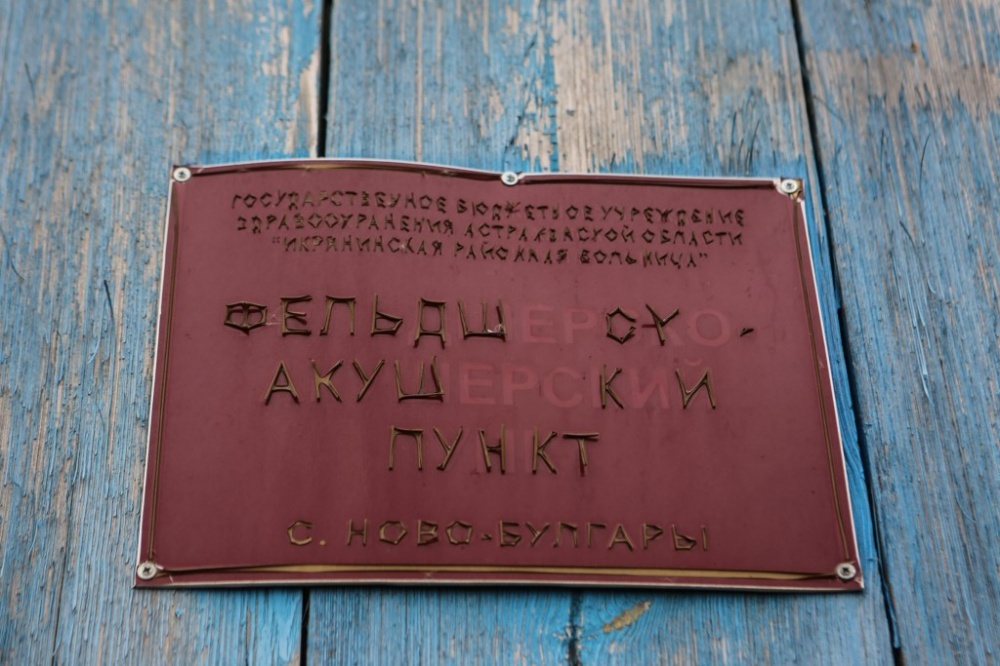 ГОСУДАРСТВЕННОЕ БЮДЖЕТНОЕ УЧРЕЖДЕНИЕ
ЗДРАВООХРАНЕНИЯ АСТРАХАНСКОЙ ОБЛАСТИ
"ИКРЯНИНСКАЯ РАЙОННАЯ БОЛЬНИЦА"
ФЕЛЬДШЕРСКО-
АКУШЕРСКИЙ
ПУНКТ
С. НОВО-БУЛГАРЫ